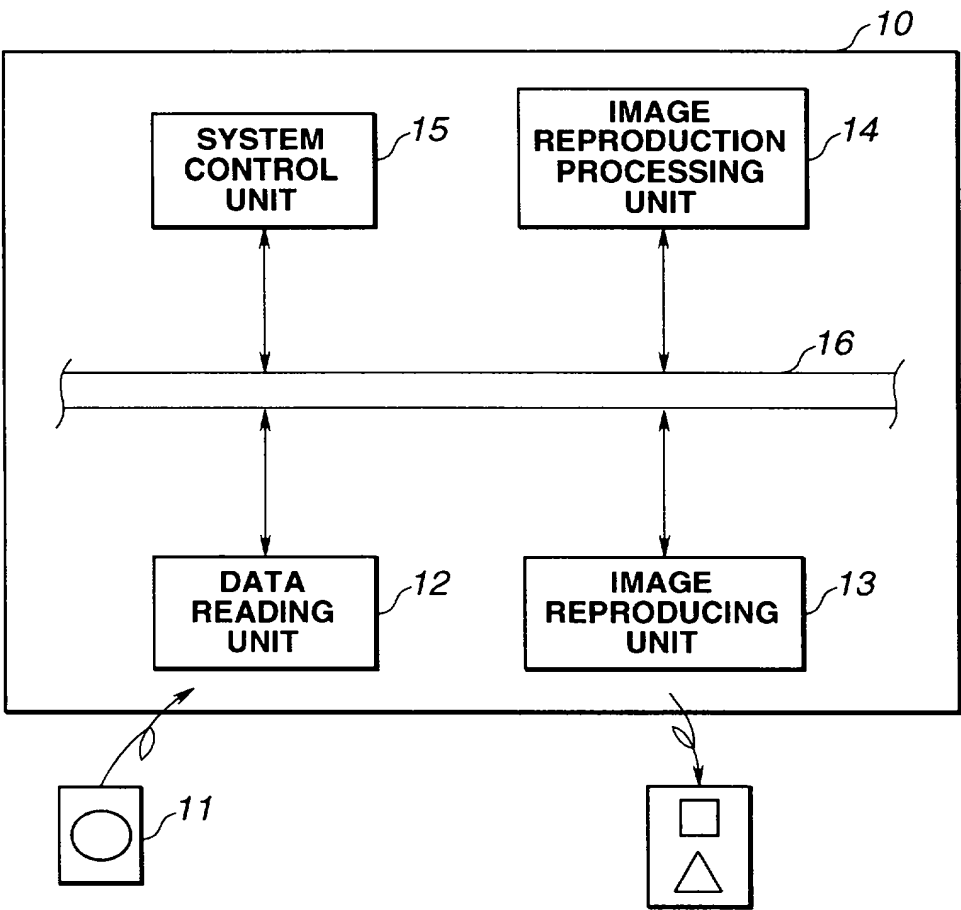 10
SYSTEM
CONTROL
UNIT
15
IMAGE
REPRODUCTION
PROCESSING
UNIT
14
16
DATA
READING
UNIT
12
IMAGE
REPRODUCING
UNIT
13
11